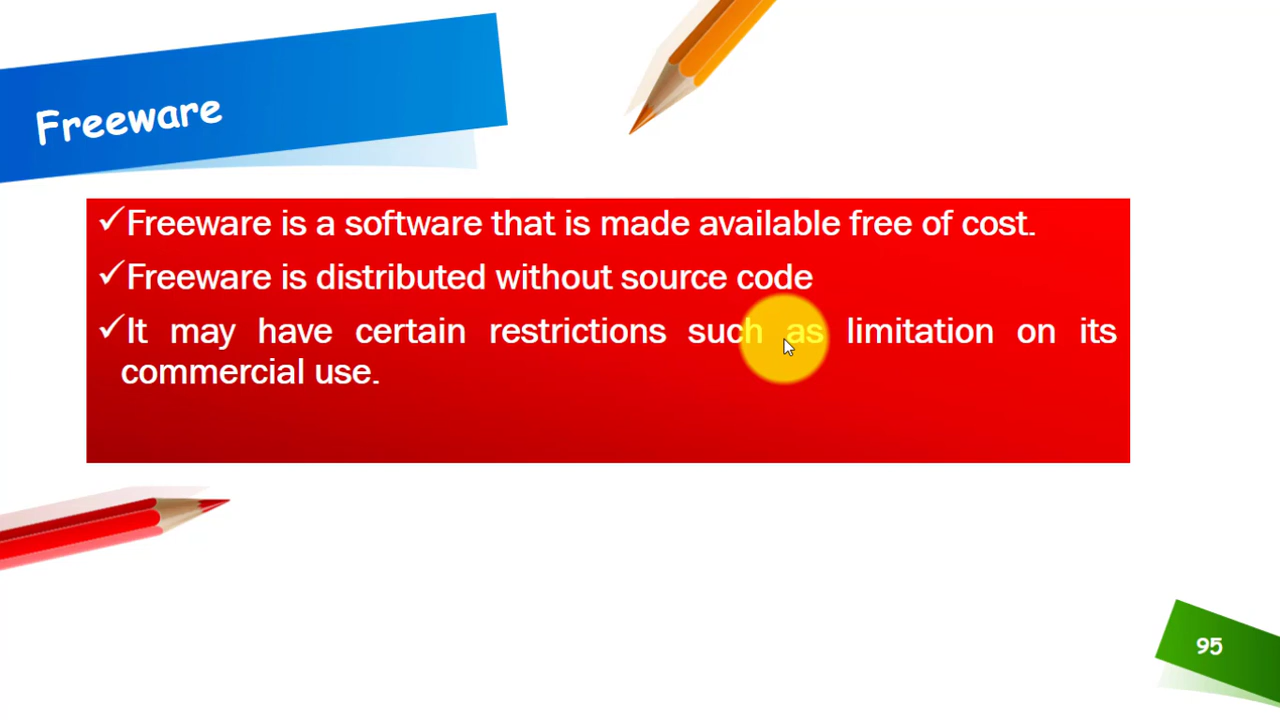 Freeware
✓Freeware is a software that is made available free of cost.
✓Freeware is distributed without source code
✓It may have certain restrictions such as limitation on its
commercial use.
95